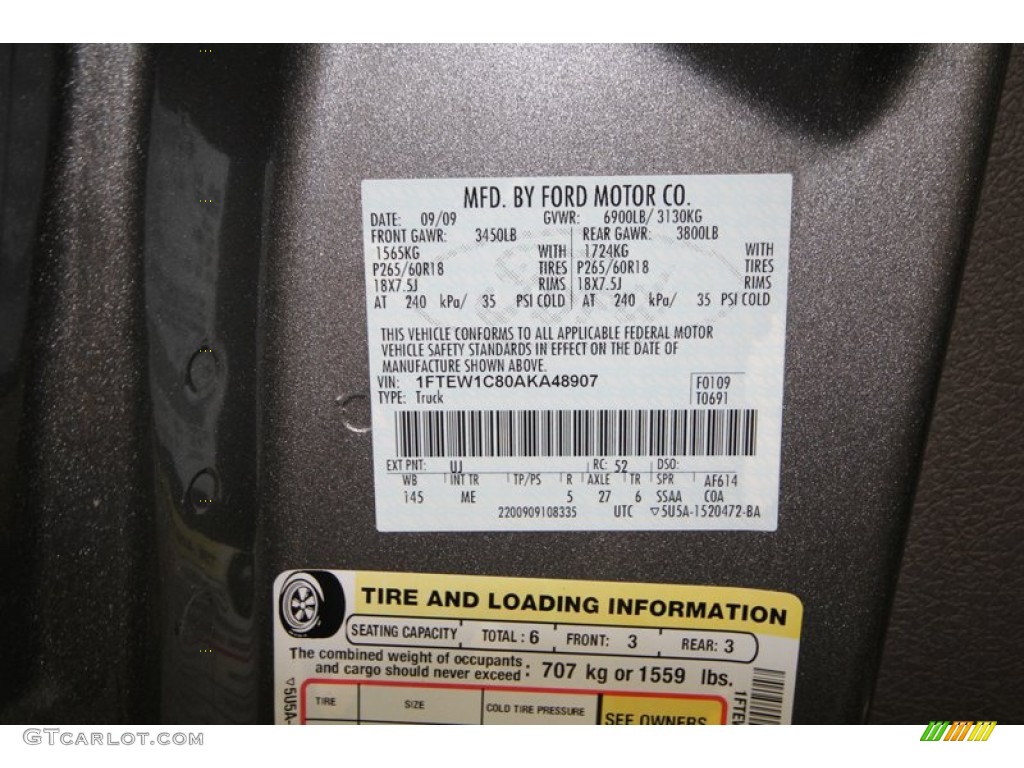 MFD. BY FORD MOTOR CO.
DATE: 09/09 GVWR: 6900LB/ 3130KG
FRONT GAWR: 3450LB REAR GAWR: 3800LB
1565KG WITH 1724KG WITH
P265/60R18 TIRES P265/60R18 TIRES
18X7.5J RIMS 18X7.5J RIMS
AT 240 kPa/ 35 PSI COLD AT 240 kPa/ 35 PSI COLD
THIS VEHICLE CONFORMS TO ALL APPLICABLE FEDERAL MOTOR
VEHICLE SAFETY STANDARDS IN EFFECT ON THE DATE OF
MANUFACTURE SHOWN ABOVE.
VIN: 1FTEW1C80AKA48907 F0109
TYPE: Truck T0691
EXT PNT: UJ RC: 52 DSO:
WB INT TR TP/PS R AXLE TR SPR AF614
145 ME 5 27 6 SSAA COA
2200909108335 UTC ▽5U5A-1520472-BA
TIRE AND LOADING INFORMATION
SEATING CAPACITY TOTAL: 6 FRONT: 3 REAR: 3
The combined weight of occupants
and cargo should never exceed: 707 kg or 1559 lbs.
TIRE SIZE COLD TIRE PRESSURE SEE OWNERS
▽5U5A-
1FTEW
GTCarlot.com